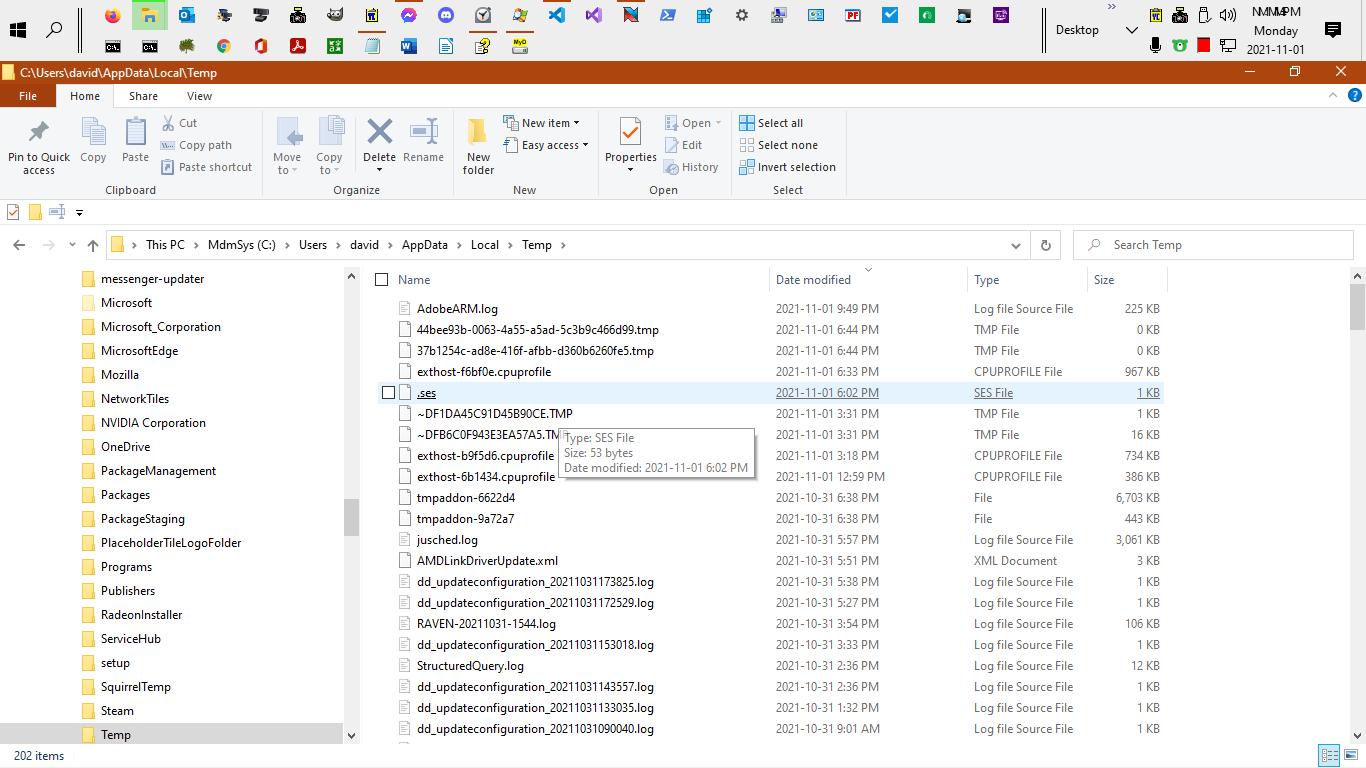 Desktop
Monday
2021-11-01
C:\Users\david\AppData\Local\Temp
File Home Share View
Pin to Quick access
Copy
Paste
Cut
Copy path
Paste shortcut
Clipboard
Move to
Copy to
Delete
Rename
Organize
New folder
New item
Easy access
New
Properties
Open
Edit
History
Open
Select all
Select none
Invert selection
Select
This PC > MdmSys (C:) > Users > david > AppData > Local > Temp >
Search Temp
messenger-updater
Microsoft
Microsoft_Corporation
MicrosoftEdge
Mozilla
NetworkTiles
NVIDIA Corporation
OneDrive
PackageManagement
Packages
PackageStaging
PlaceholderTileLogoFolder
Programs
Publishers
RadeonInstaller
ServiceHub
setup
SquirrelTemp
Steam
Temp
Name Date modified Type Size
AdobeARM.log 2021-11-01 9:49 PM Log file Source File 225 KB
44bee93b-0063-4a55-a5ad-5c3b9c466d99.tmp 2021-11-01 6:44 PM TMP File 0 KB
37b1254c-ad8e-416f-afbb-d360b6260fe5.tmp 2021-11-01 6:44 PM TMP File 0 KB
exthost-f6bf0e.cpuprofile 2021-11-01 6:33 PM CPUPROFILE File 967 KB
.ses 2021-11-01 6:02 PM SES File 1 KB
~DF1DA45C91D45B90CE.TMP 2021-11-01 3:31 PM TMP File 1 KB
~DFB6C0F943E3EA57A5.TMP 2021-11-01 3:31 PM TMP File 16 KB
Type: SES File
Size: 53 bytes
Date modified: 2021-11-01 6:02 PM
exthost-b9f5d6.cpuprofile 2021-11-01 3:18 PM CPUPROFILE File 734 KB
exthost-6b1434.cpuprofile 2021-11-01 12:59 PM CPUPROFILE File 386 KB
tmpaddon-6622d4 2021-10-31 6:38 PM File 6,703 KB
tmpaddon-9a72a7 2021-10-31 6:38 PM File 443 KB
jusched.log 2021-10-31 5:57 PM Log file Source File 3,061 KB
AMDLinkDriverUpdate.xml 2021-10-31 5:51 PM XML Document 3 KB
dd_updateconfiguration_20211031173825.log 2021-10-31 5:38 PM Log file Source File 1 KB
dd_updateconfiguration_20211031172529.log 2021-10-31 5:27 PM Log file Source File 1 KB
RAVEN-20211031-1544.log 2021-10-31 3:54 PM Log file Source File 106 KB
dd_updateconfiguration_20211031153018.log 2021-10-31 3:33 PM Log file Source File 1 KB
StructuredQuery.log 2021-10-31 2:36 PM Log file Source File 12 KB
dd_updateconfiguration_20211031143557.log 2021-10-31 2:36 PM Log file Source File 1 KB
dd_updateconfiguration_20211031133035.log 2021-10-31 1:32 PM Log file Source File 1 KB
dd_updateconfiguration_20211031090040.log 2021-10-31 9:01 AM Log file Source File 1 KB
202 items